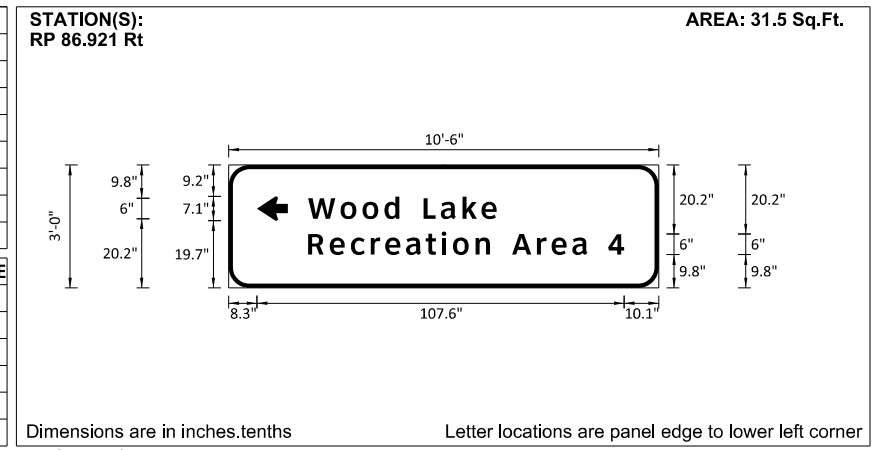 STATION(S):
RP 86.921 Rt
AREA: 31.5 Sq.Ft.
10'-6"
3'-0"
9.8"
6"
20.2"
9.2"
7.1"
19.7"
Wood Lake
Recreation Area 4
20.2"
6"
9.8"
20.2"
6"
9.8"
8.3"
107.6"
10.1"
E
Dimensions are in inches.tenths
Letter locations are panel edge to lower left corner